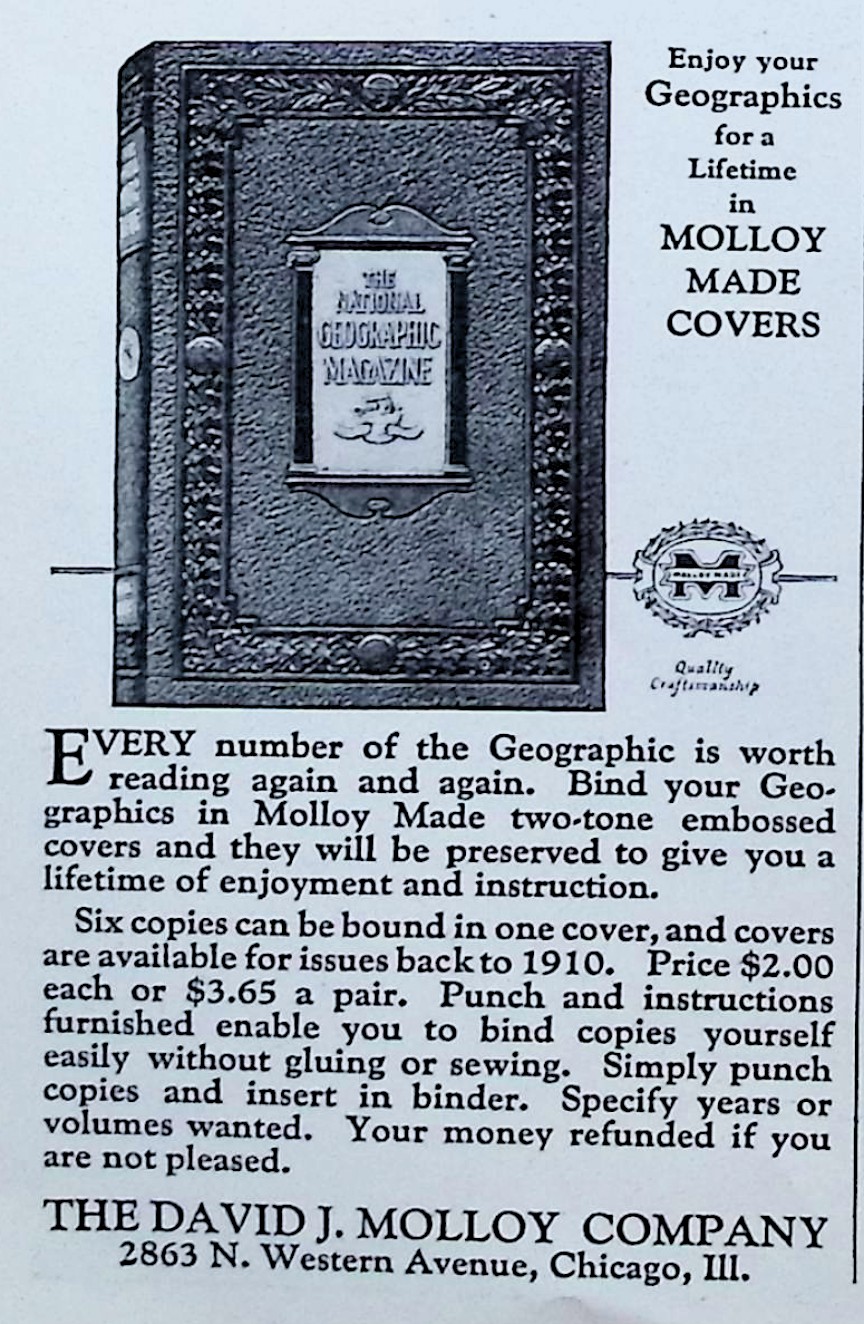 Enjoy your
Geographics
for a
Lifetime
in
MOLLOY
MADE
COVERS
THE
NATIONAL
GEOGRAPHIC
MAGAZINE
M
MOLLOY MADE
Quality
Craftsmanship
EVERY number of the Geographic is worth
reading again and again. Bind your Geo-
graphics in Molloy Made two-tone embossed
covers and they will be preserved to give you a
lifetime of enjoyment and instruction.
Six copies can be bound in one cover, and covers
are available for issues back to 1910. Price $2.00
each or $3.65 a pair. Punch and instructions
furnished enable you to bind copies yourself
easily without gluing or sewing. Simply punch
copies and insert in binder. Specify years or
volumes wanted. Your money refunded if you
are not pleased.
THE DAVID J. MOLLOY COMPANY
2863 N. Western Avenue, Chicago, Ill.